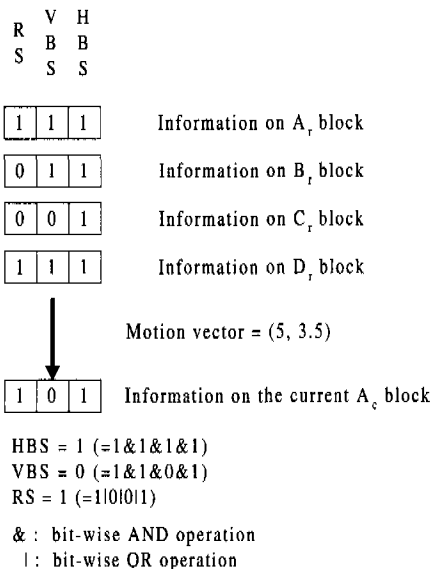 R S
V B S
H B S
1 1 1 Information on A_r block
0 1 1 Information on B_r block
0 0 1 Information on C_r block
1 1 1 Information on D_r block
Motion vector = (5, 3.5)
1 0 1 Information on the current A_c block
HBS = 1 (=1&1&1&1)
VBS = 0 (=1&1&0&1)
RS = 1 (=1|0|0|1)
& : bit-wise AND operation
| : bit-wise OR operation